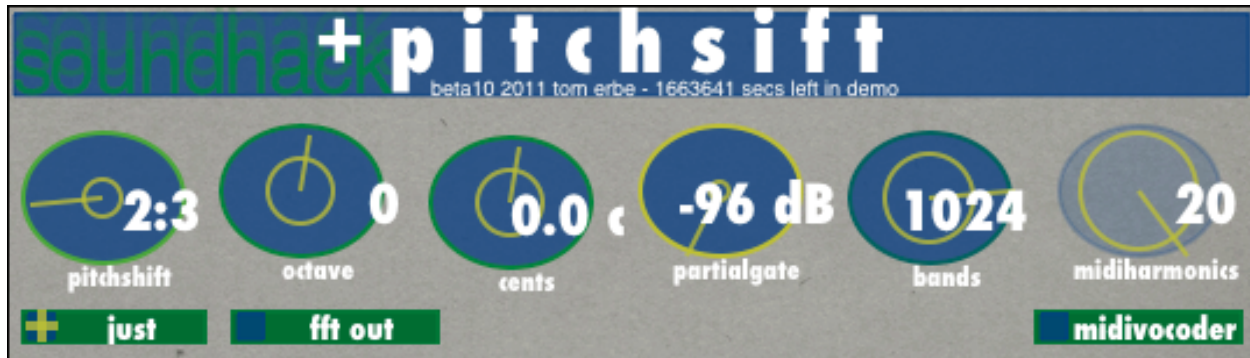 soundhack
+pitchsift
beta10 2011 tom erbe - 1663641 secs left in demo
2:3 0 0.0 c -96 dB 1024 20
pitchshift octave cents partialgate bands midiharmonics
just fft out midivocoder